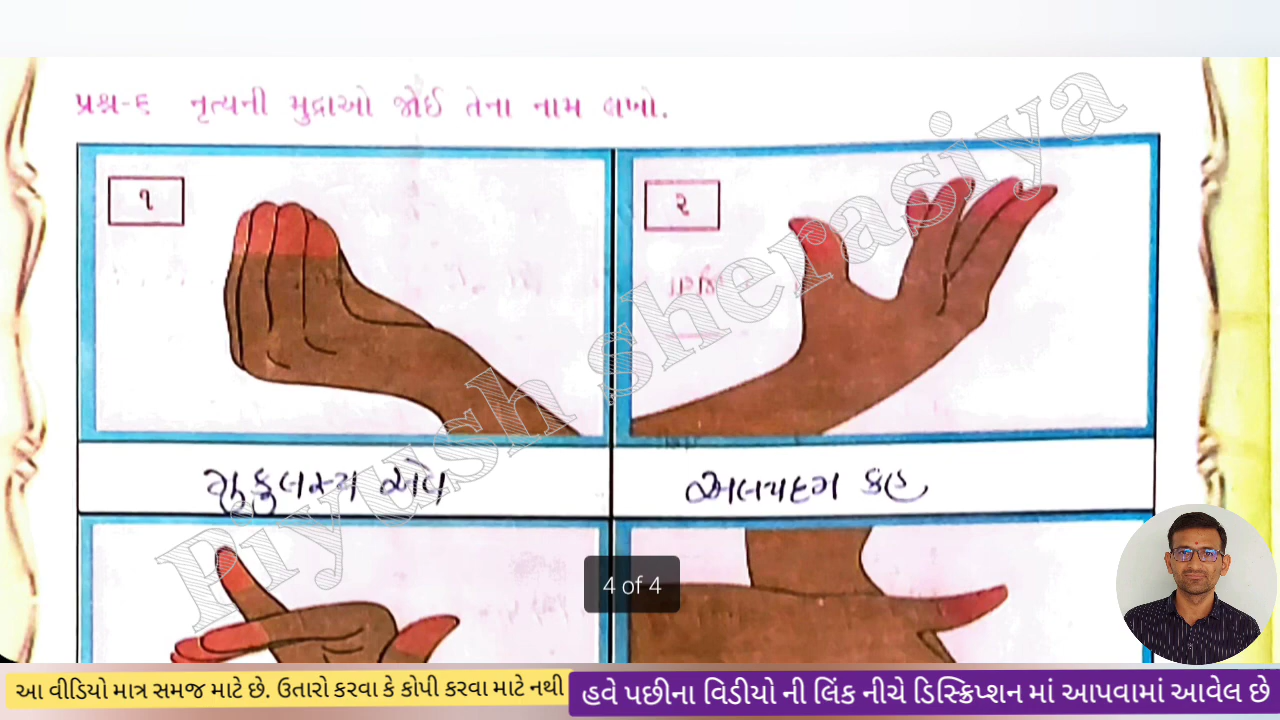 પ્રશ્ન-૬ નૃત્યની મુદ્રાઓ જોઈ તેના નામ લખો.
૧
૨
Piyush sherasiya
4 of 4
આ વીડિયો માત્ર સમજ માટે છે. ઉતારો કરવા કે કોપી કરવા માટે નથી
હવે પછીના વિડીયો ની લિંક નીચે ડિસ્ક્રિપ્શન માં આપવામાં આવેલ છે